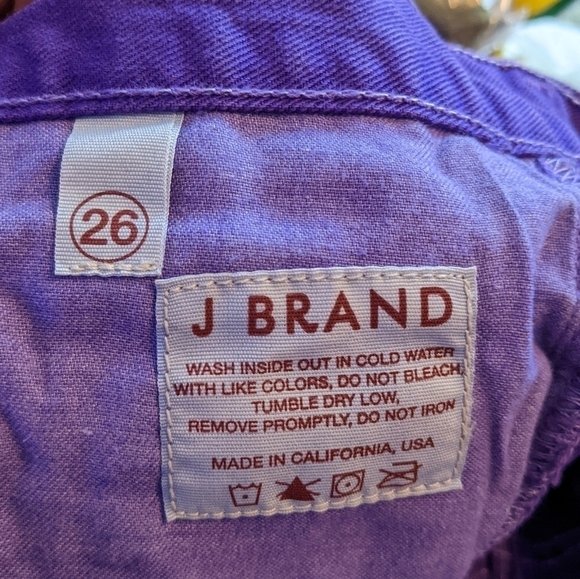 26
J BRAND
WASH INSIDE OUT IN COLD WATER
WITH LIKE COLORS, DO NOT BLEACH,
TUMBLE DRY LOW,
REMOVE PROMPTLY, DO NOT IRON
MADE IN CALIFORNIA, USA